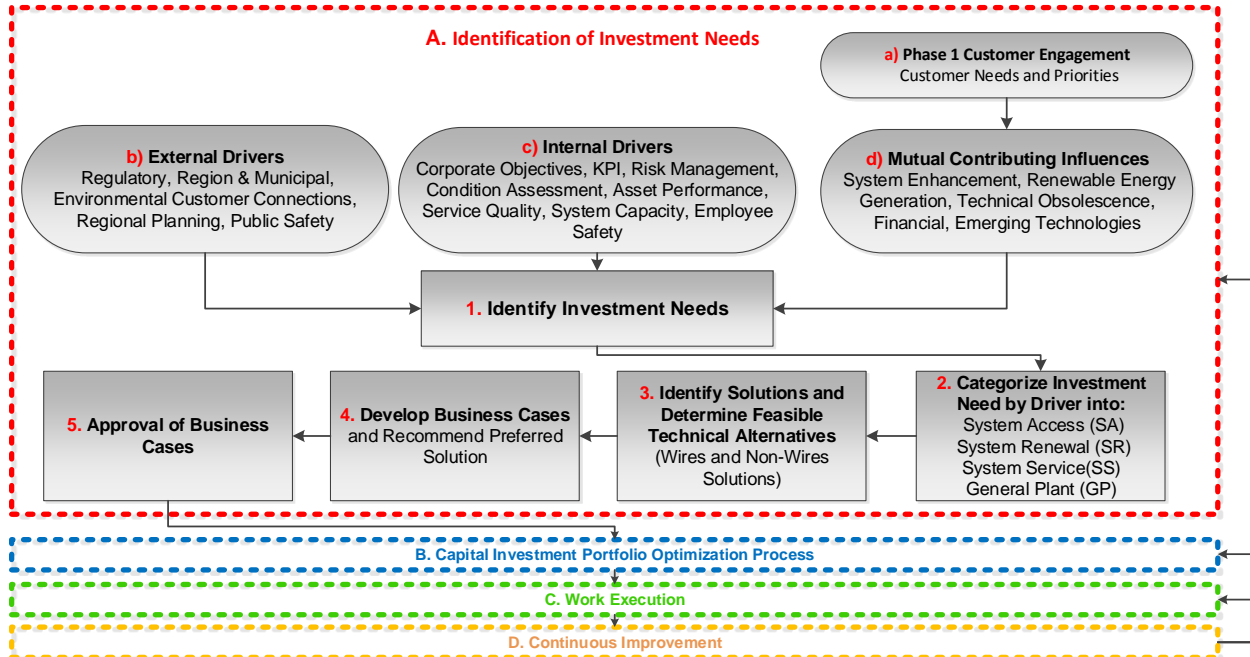 A. Identification of Investment Needs
a) Phase 1 Customer Engagement
Customer Needs and Priorities
b) External Drivers
Regulatory, Region & Municipal,
Environmental Customer Connections,
Regional Planning, Public Safety
c) Internal Drivers
Corporate Objectives, KPI, Risk Management,
Condition Assessment, Asset Performance,
Service Quality, System Capacity, Employee
Safety
d) Mutual Contributing Influences
System Enhancement, Renewable Energy
Generation, Technical Obsolescence,
Financial, Emerging Technologies
1. Identify Investment Needs
2. Categorize Investment
Need by Driver into:
System Access (SA)
System Renewal (SR)
System Service(SS)
General Plant (GP)
3. Identify Solutions and
Determine Feasible
Technical Alternatives
(Wires and Non-Wires
Solutions)
4. Develop Business Cases
and Recommend Preferred
Solution
5. Approval of Business
Cases
B. Capital Investment Portfolio Optimization Process
C. Work Execution
D. Continuous Improvement